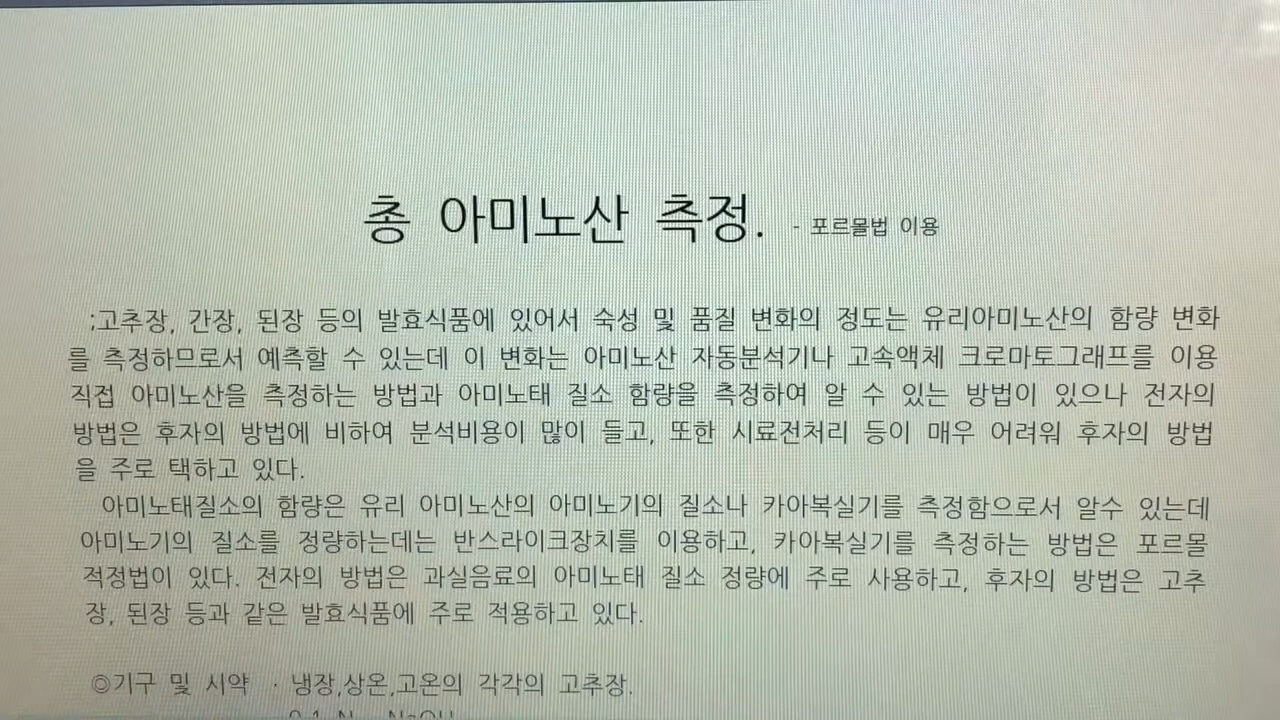 총 아미노산 측정. - 포르몰법 이용
;고추장, 간장, 된장 등의 발효식품에 있어서 숙성 및 품질 변화의 정도는 유리아미노산의 함량 변화
를 측정하므로서 예측할 수 있는데 이 변화는 아미노산 자동분석기나 고속액체 크로마토그래프를 이용
직접 아미노산을 측정하는 방법과 아미노태 질소 함량을 측정하여 알 수 있는 방법이 있으나 전자의
방법은 후자의 방법에 비하여 분석비용이 많이 들고, 또한 시료전처리 등이 매우 어려워 후자의 방법
을 주로 택하고 있다.
아미노태질소의 함량은 유리 아미노산의 아미노기의 질소나 카아복실기를 측정함으로서 알수 있는데
아미노기의 질소를 정량하는데는 반스라이크장치를 이용하고, 카아복실기를 측정하는 방법은 포르몰
적정법이 있다. 전자의 방법은 과실음료의 아미노태 질소 정량에 주로 사용하고, 후자의 방법은 고추
장, 된장 등과 같은 발효식품에 주로 적용하고 있다.
◎기구 및 시약 · 냉장,상온,고온의 각각의 고추장.